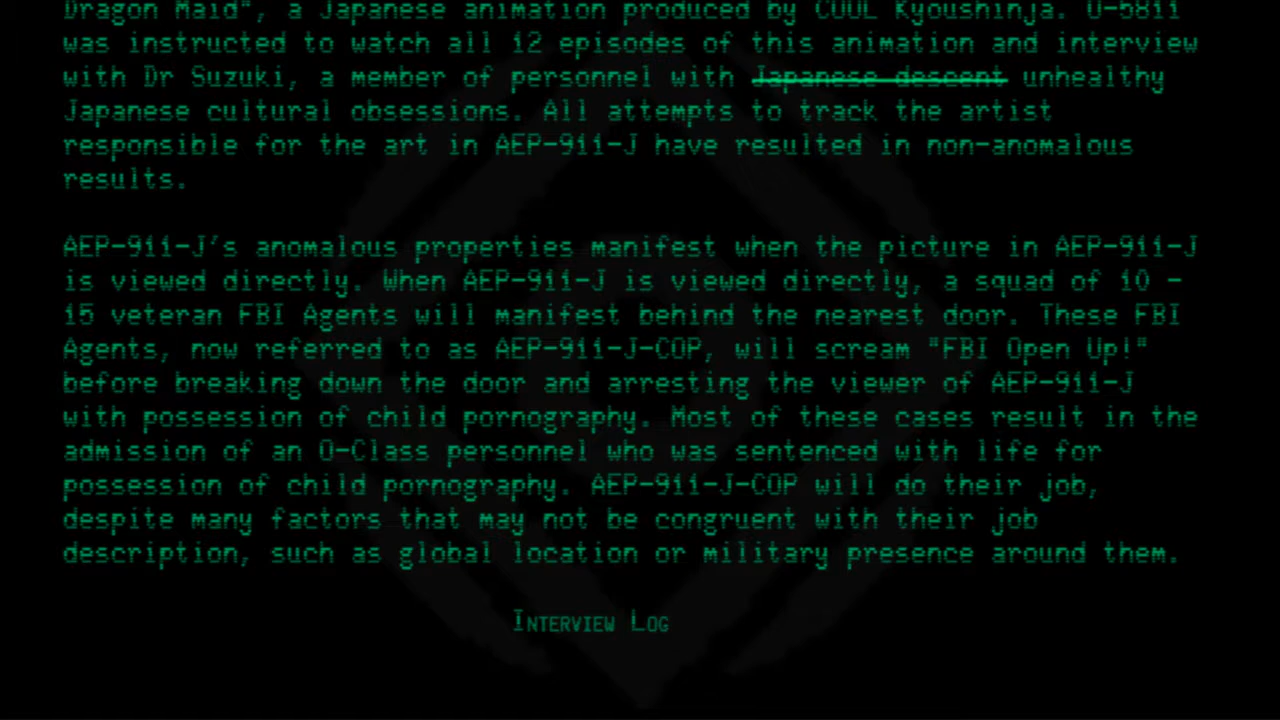 Dragon Maid", a Japanese animation produced by COOL Kyoushinja. O-5811
was instructed to watch all 12 episodes of this animation and interview
with Dr Suzuki, a member of personnel with Japanese descent unhealthy
Japanese cultural obsessions. All attempts to track the artist
responsible for the art in AEP-911-J have resulted in non-anomalous
results.
AEP-911-J's anomalous properties manifest when the picture in AEP-911-J
is viewed directly. When AEP-911-J is viewed directly, a squad of 10 -
15 veteran FBI Agents will manifest behind the nearest door. These FBI
Agents, now referred to as AEP-911-J-COP, will scream "FBI Open Up!"
before breaking down the door and arresting the viewer of AEP-911-J
with possession of child pornography. Most of these cases result in the
admission of an O-Class personnel who was sentenced with life for
possession of child pornography. AEP-911-J-COP will do their job,
despite many factors that may not be congruent with their job
description, such as global location or military presence around them.
Interview Log